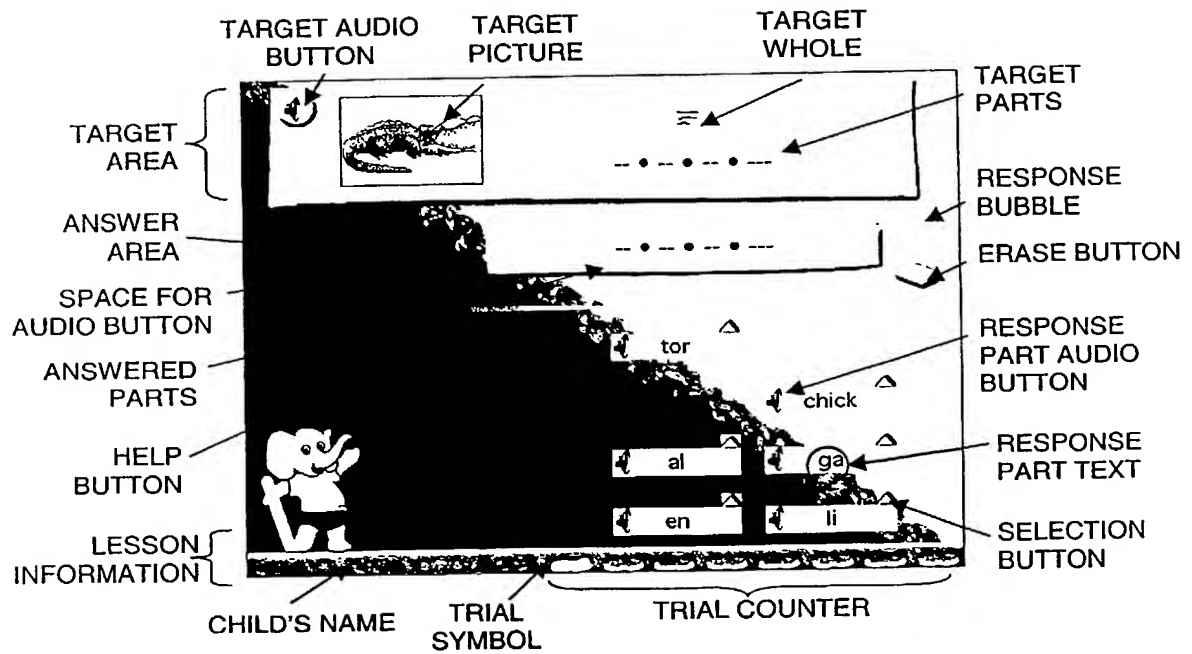 TARGET AUDIO
BUTTON
TARGET
PICTURE
TARGET
WHOLE
TARGET
PARTS
TARGET
AREA
RESPONSE
BUBBLE
ANSWER
AREA
ERASE BUTTON
SPACE FOR
AUDIO BUTTON
tor
RESPONSE
PART AUDIO
BUTTON
ANSWERED
PARTS
chick
HELP
BUTTON
al
ga
RESPONSE
PART TEXT
en
li
SELECTION
BUTTON
LESSON
INFORMATION
CHILD'S NAME
TRIAL
SYMBOL
TRIAL COUNTER